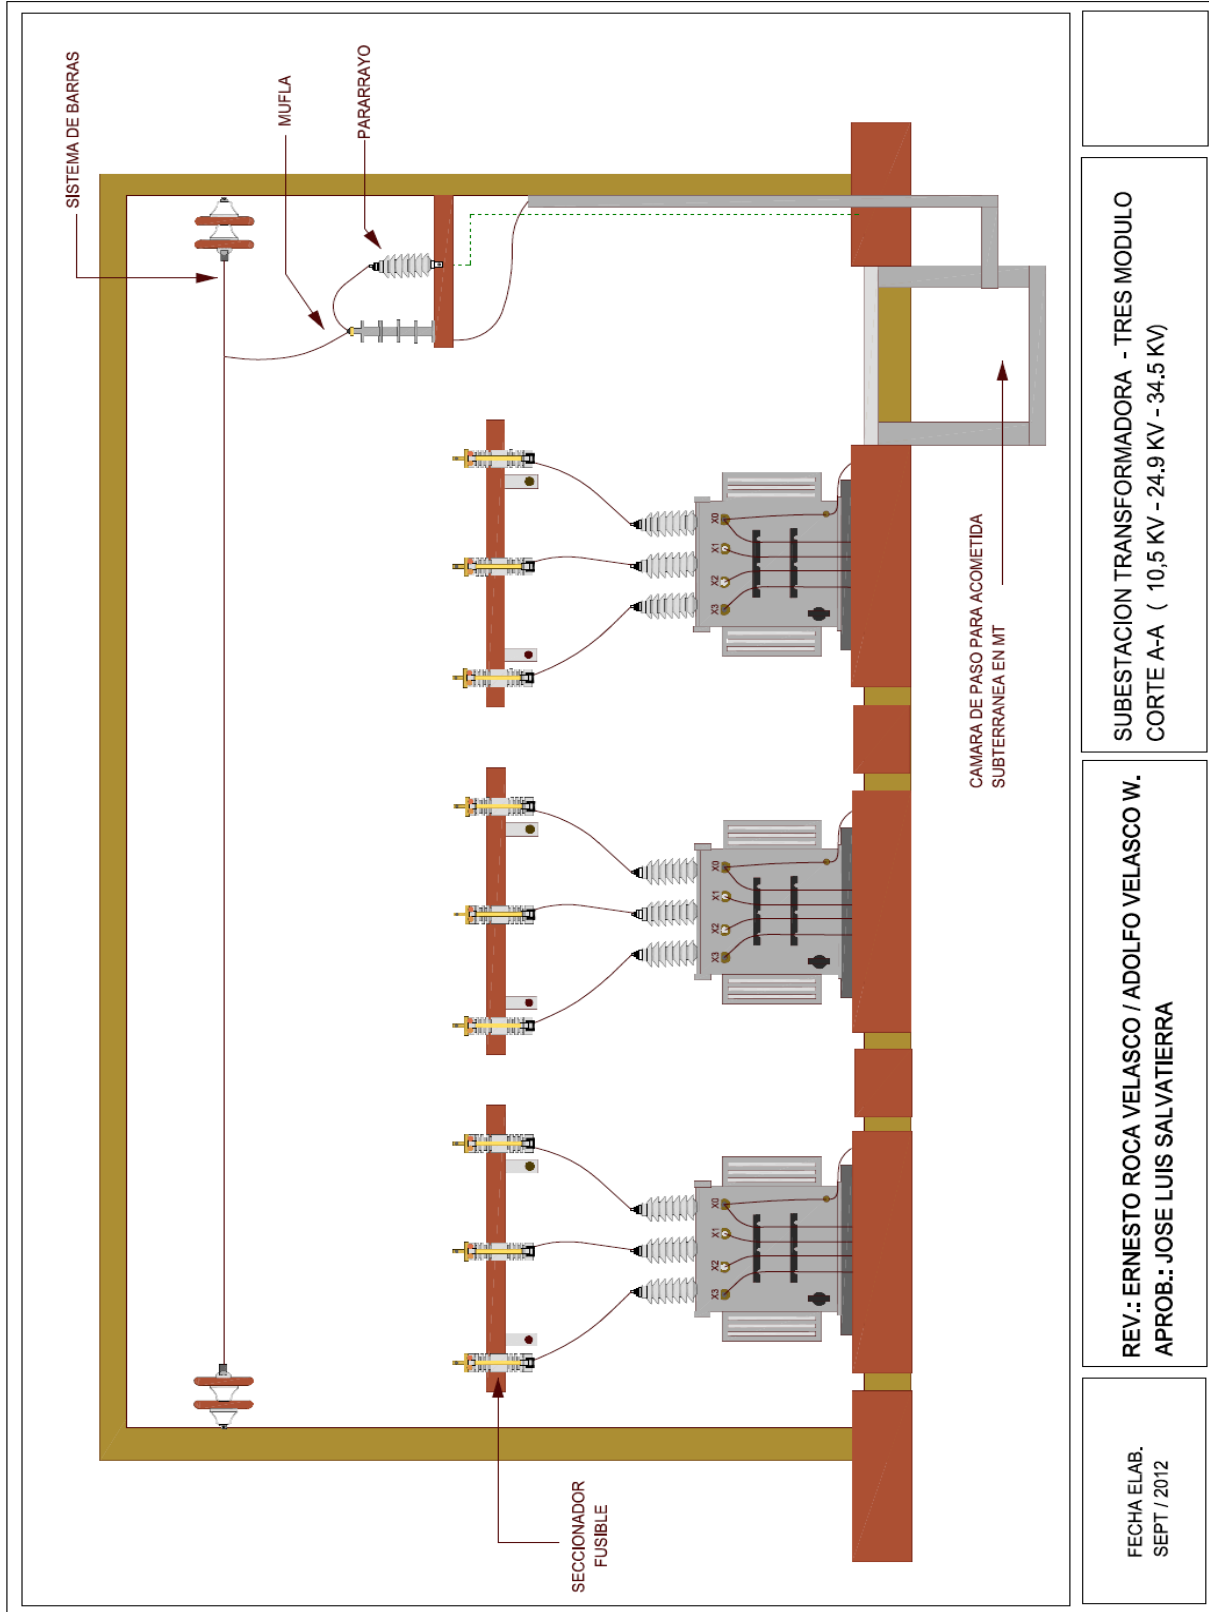 SISTEMA DE BARRAS
MUFLA
PARARRAYO
SECCIONADOR
FUSIBLE
X3 X2 X1 X0
X3 X2 X1 X0
X3 X2 X1 X0
CAMARA DE PASO PARA ACOMETIDA
SUBTERRANEA EN MT
FECHA ELAB.
SEPT / 2012
REV.: ERNESTO ROCA VELASCO / ADOLFO VELASCO W.
APROB.: JOSE LUIS SALVATIERRA
SUBESTACION TRANSFORMADORA - TRES MODULO
CORTE A-A ( 10,5 KV - 24.9 KV - 34.5 KV)